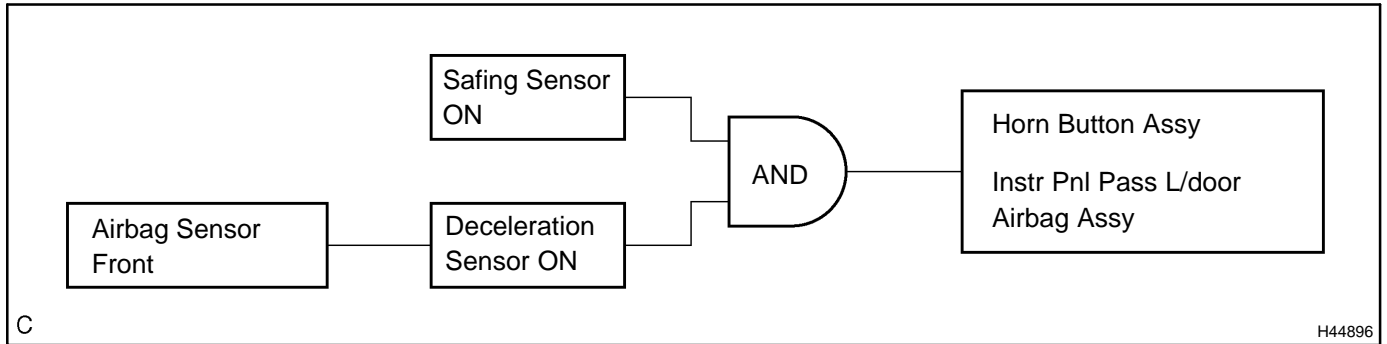 Safing Sensor
ON
Airbag Sensor
Front
Deceleration
Sensor ON
AND
Horn Button Assy
Instr Pnl Pass L/door
Airbag Assy
C
H44896